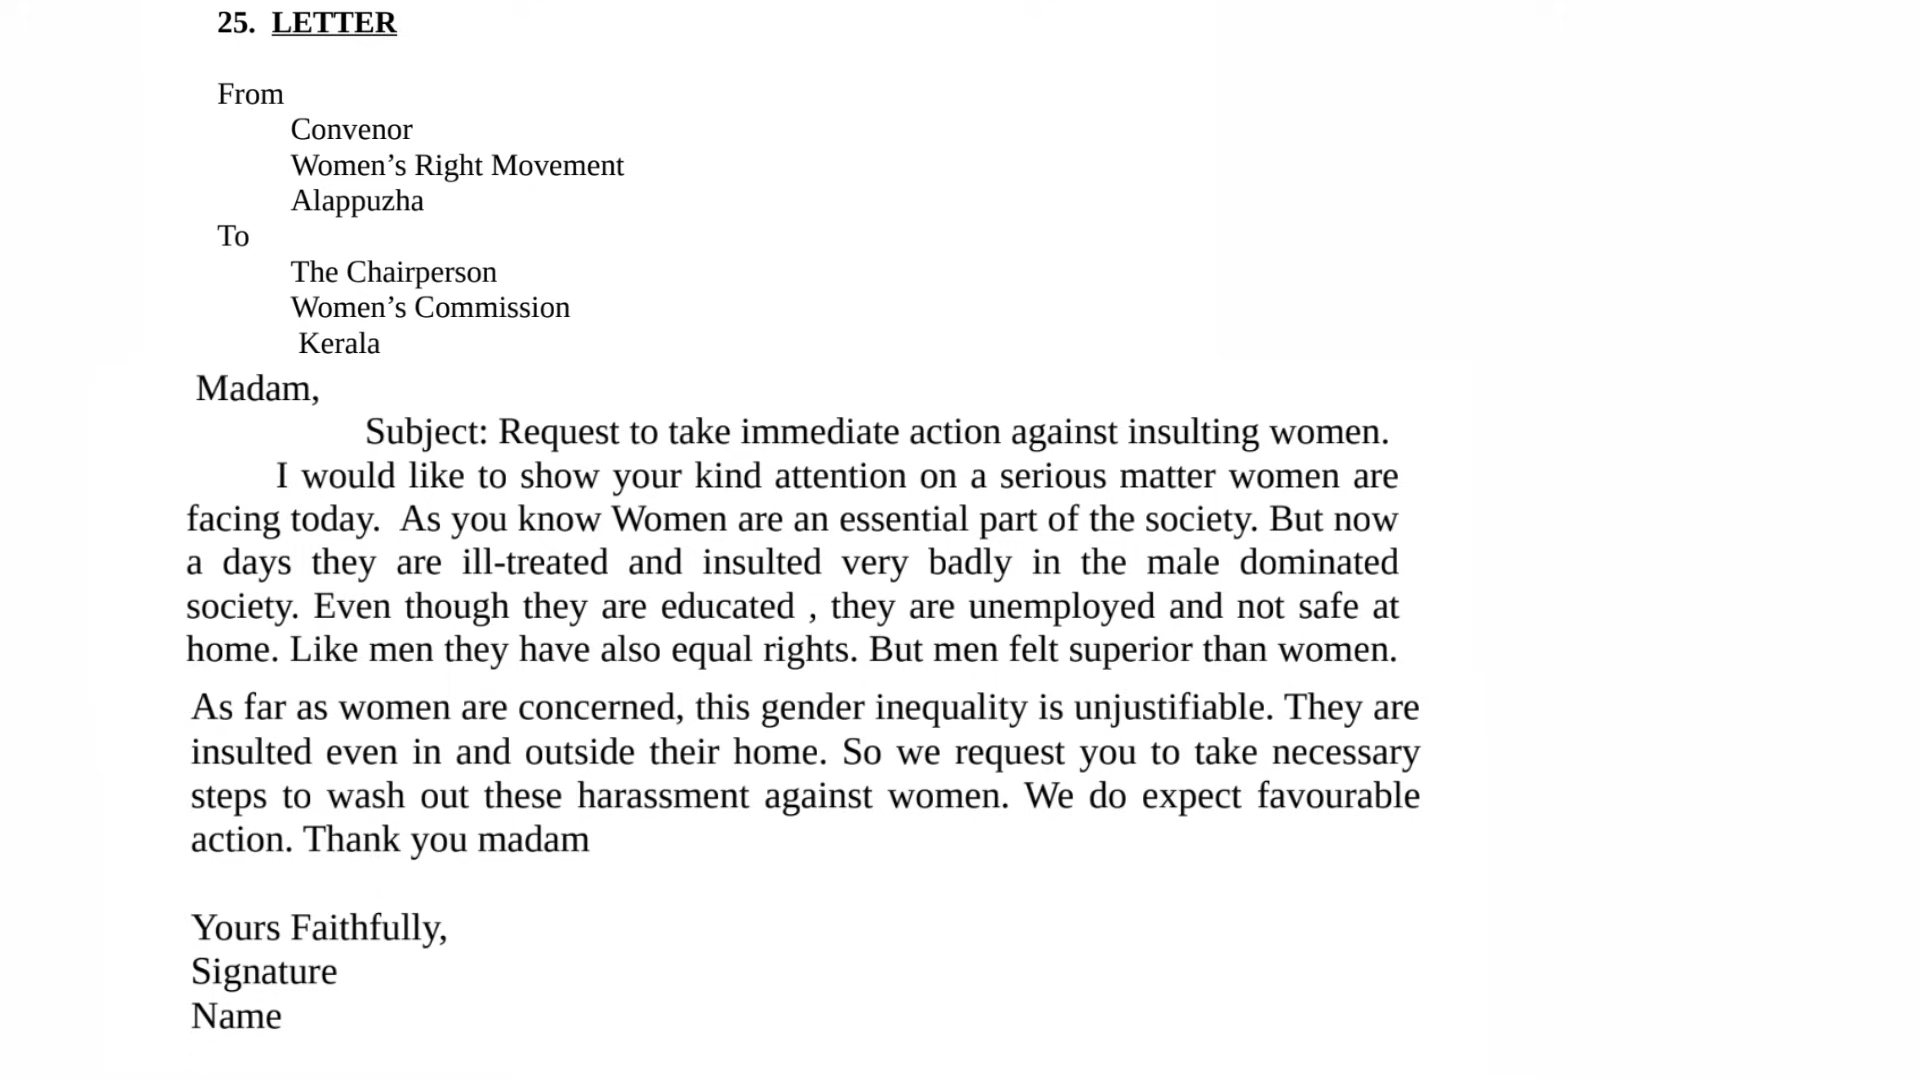 25. LETTER
From
Convenor
Women’s Right Movement
Alappuzha
To
The Chairperson
Women’s Commission
Kerala
Madam,
Subject: Request to take immediate action against insulting women.
I would like to show your kind attention on a serious matter women are
facing today. As you know Women are an essential part of the society. But now
a days they are ill-treated and insulted very badly in the male dominated
society. Even though they are educated , they are unemployed and not safe at
home. Like men they have also equal rights. But men felt superior than women.
As far as women are concerned, this gender inequality is unjustifiable. They are
insulted even in and outside their home. So we request you to take necessary
steps to wash out these harassment against women. We do expect favourable
action. Thank you madam
Yours Faithfully,
Signature
Name